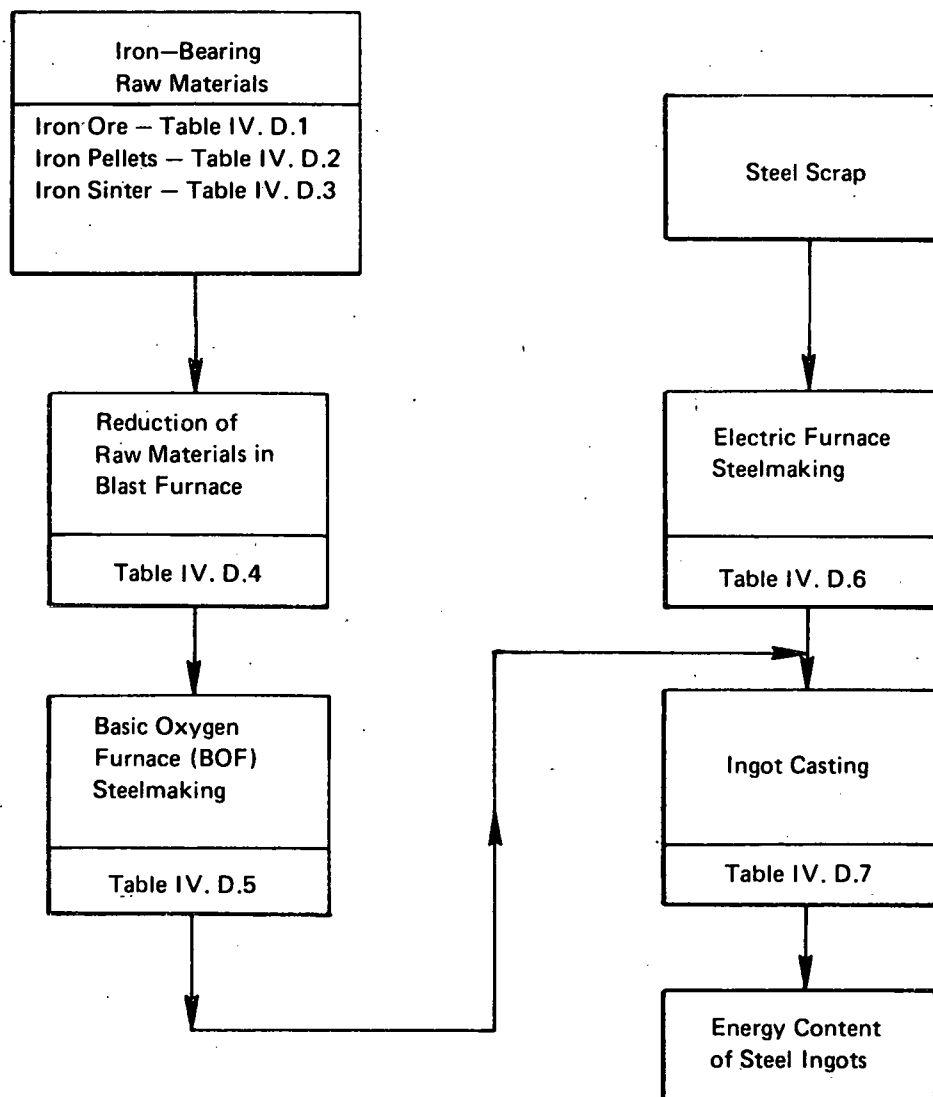 Iron—Bearing
Raw Materials
Iron Ore — Table IV. D.1
Iron Pellets — Table IV. D.2
Iron Sinter — Table IV. D.3
Reduction of
Raw Materials in
Blast Furnace
Table IV. D.4
Basic Oxygen
Furnace (BOF)
Steelmaking
Table IV. D.5
Steel Scrap
Electric Furnace
Steelmaking
Table IV. D.6
Ingot Casting
Table IV. D.7
Energy Content
of Steel Ingots